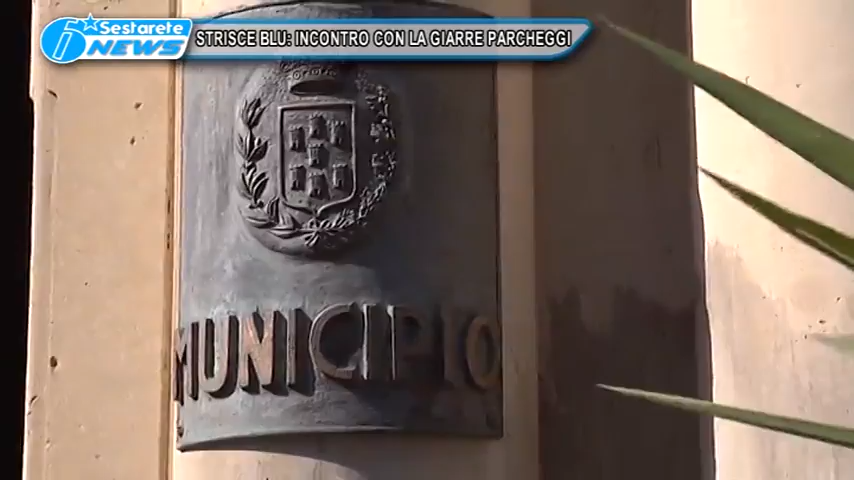 6 Sestarete
NEWS
STRISCE BLU: INCONTRO CON LA GIARRE PARCHEGGI
MUNICIPIO